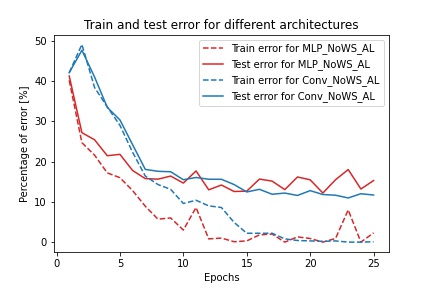 Train and test error for different architectures
Percentage of error [%]
50
40
30
20
10
0
Train error for MLP_NoWS_AL
Test error for MLP_NoWS_AL
Train error for Conv_NoWS_AL
Test error for Conv_NoWS_AL
0 5 10 15 20 25
Epochs